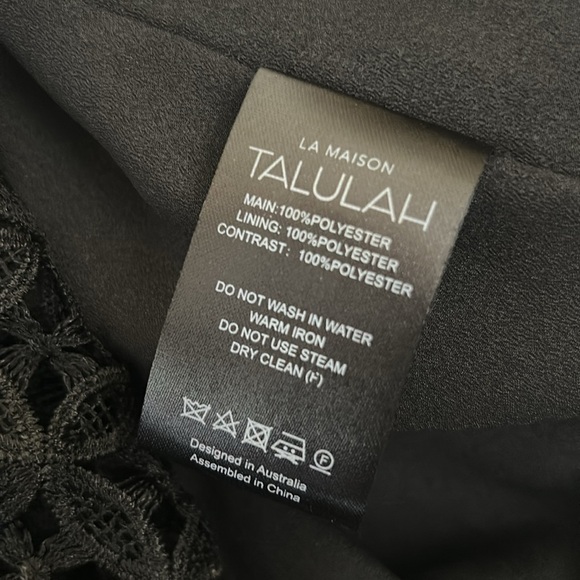 LA MAISON
TALULAH
MAIN:100%POLYESTER
LINING: 100%POLYESTER
CONTRAST: 100%POLYESTER
DO NOT WASH IN WATER
WARM IRON
DO NOT USE STEAM
DRY CLEAN (F)
F
Designed in Australia
Assembled in China